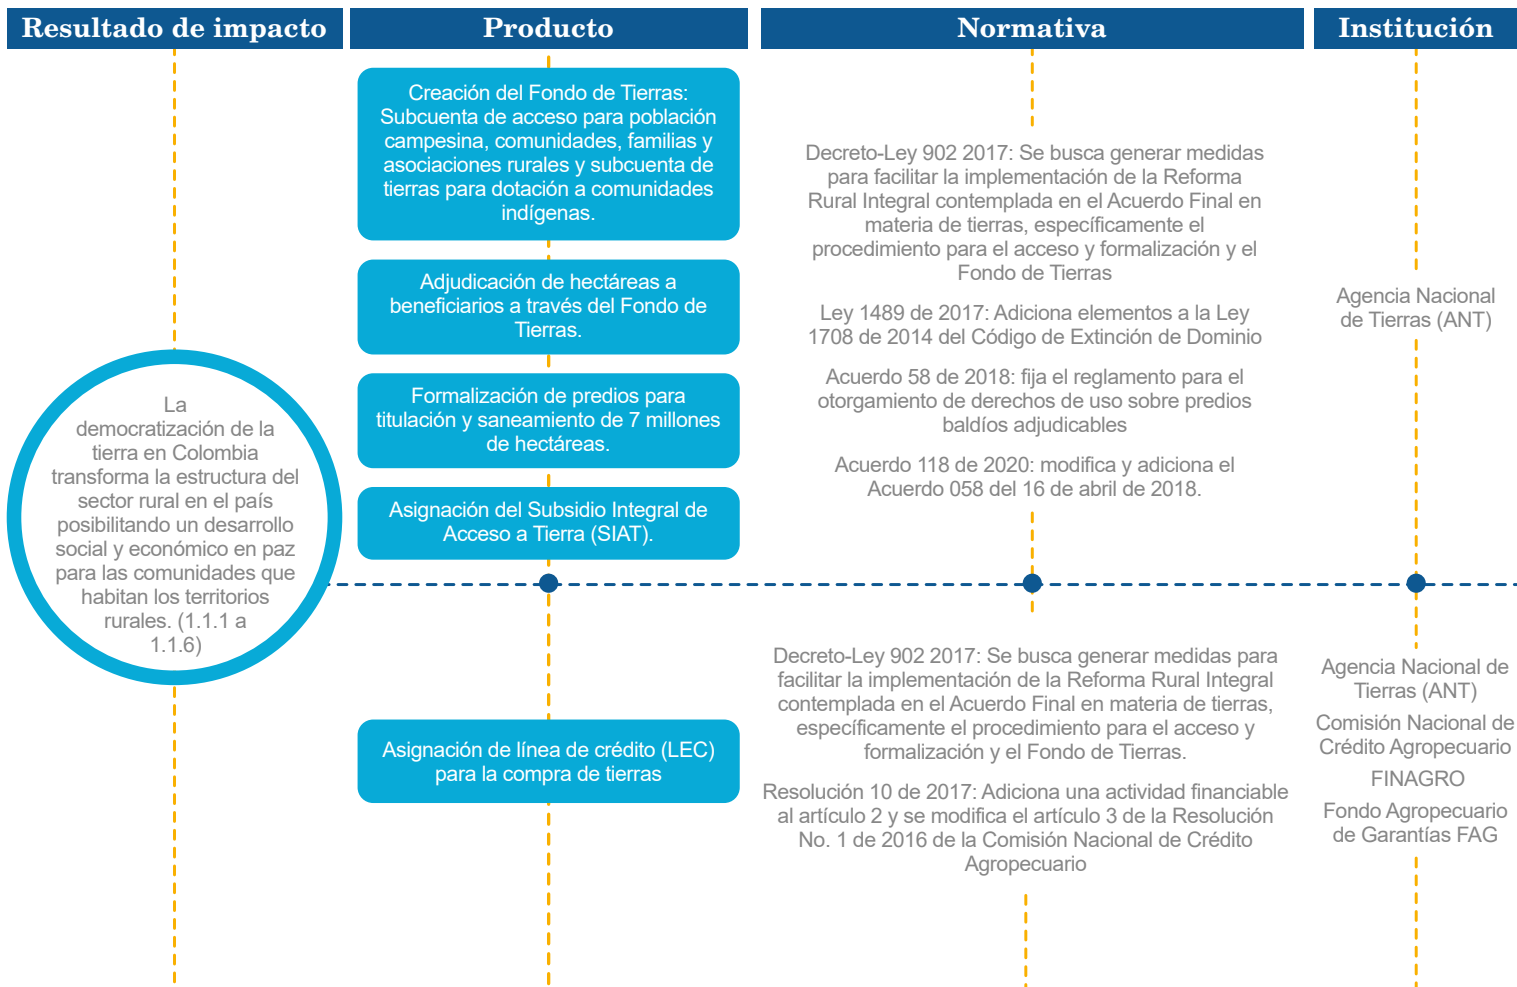 Resultado de impacto
Producto
Normativa
Institución
La
democratización de la
tierra en Colombia
transforma la estructura del
sector rural en el país
posibilitando un desarrollo
social y económico en paz
para las comunidades que
habitan los territorios
rurales. (1.1.1 a
1.1.6)
Creación del Fondo de Tierras:
Subcuenta de acceso para población
campesina, comunidades, familias y
asociaciones rurales y subcuenta de
tierras para dotación a comunidades
indígenas.
Adjudicación de hectáreas a
beneficiarios a través del Fondo de
Tierras.
Formalización de predios para
titulación y saneamiento de 7 millones
de hectáreas.
Asignación del Subsidio Integral de
Acceso a Tierra (SIAT).
Decreto-Ley 902 2017: Se busca generar medidas
para facilitar la implementación de la Reforma
Rural Integral contemplada en el Acuerdo Final en
materia de tierras, específicamente el
procedimiento para el acceso y formalización y el
Fondo de Tierras
Ley 1489 de 2017: Adiciona elementos a la Ley
1708 de 2014 del Código de Extinción de Dominio
Acuerdo 58 de 2018: fija el reglamento para el
otorgamiento de derechos de uso sobre predios
baldíos adjudicables
Acuerdo 118 de 2020: modifica y adiciona el
Acuerdo 058 del 16 de abril de 2018.
Agencia Nacional
de Tierras (ANT)
Asignación de línea de crédito (LEC)
para la compra de tierras
Decreto-Ley 902 2017: Se busca generar medidas para
facilitar la implementación de la Reforma Rural Integral
contemplada en el Acuerdo Final en materia de tierras,
específicamente el procedimiento para el acceso y
formalización y el Fondo de Tierras.
Resolución 10 de 2017: Adiciona una actividad financiable
al artículo 2 y se modifica el artículo 3 de la Resolución
No. 1 de 2016 de la Comisión Nacional de Crédito
Agropecuario
Agencia Nacional de
Tierras (ANT)
Comisión Nacional de
Crédito Agropecuario
FINAGRO
Fondo Agropecuario
de Garantías FAG